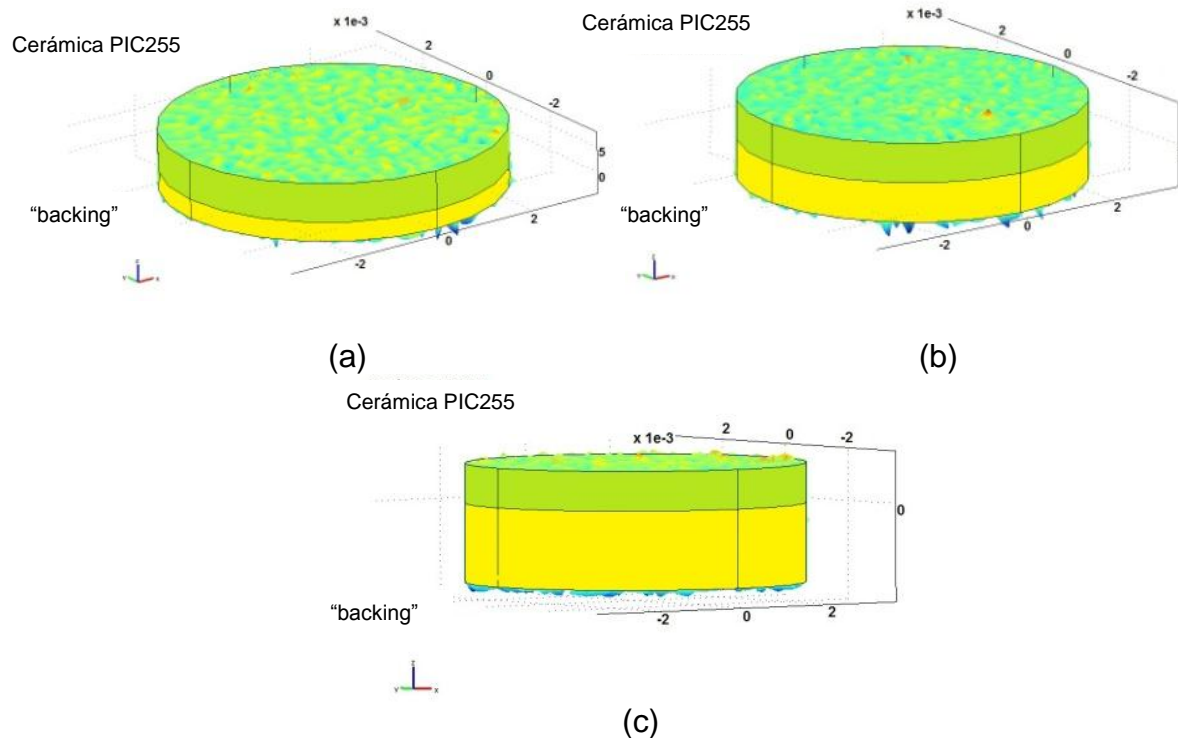 Cerámica PIC255
x 1e-3
2
0
-2
5
0
“backing”
2
0
-2
z
y x
(a)
Cerámica PIC255
x 1e-3
2
0
-2
“backing”
2
0
-2
z
y x
(b)
Cerámica PIC255
x 1e-3
2 0 -2
0
“backing”
-2 0 2
z
y x
(c)